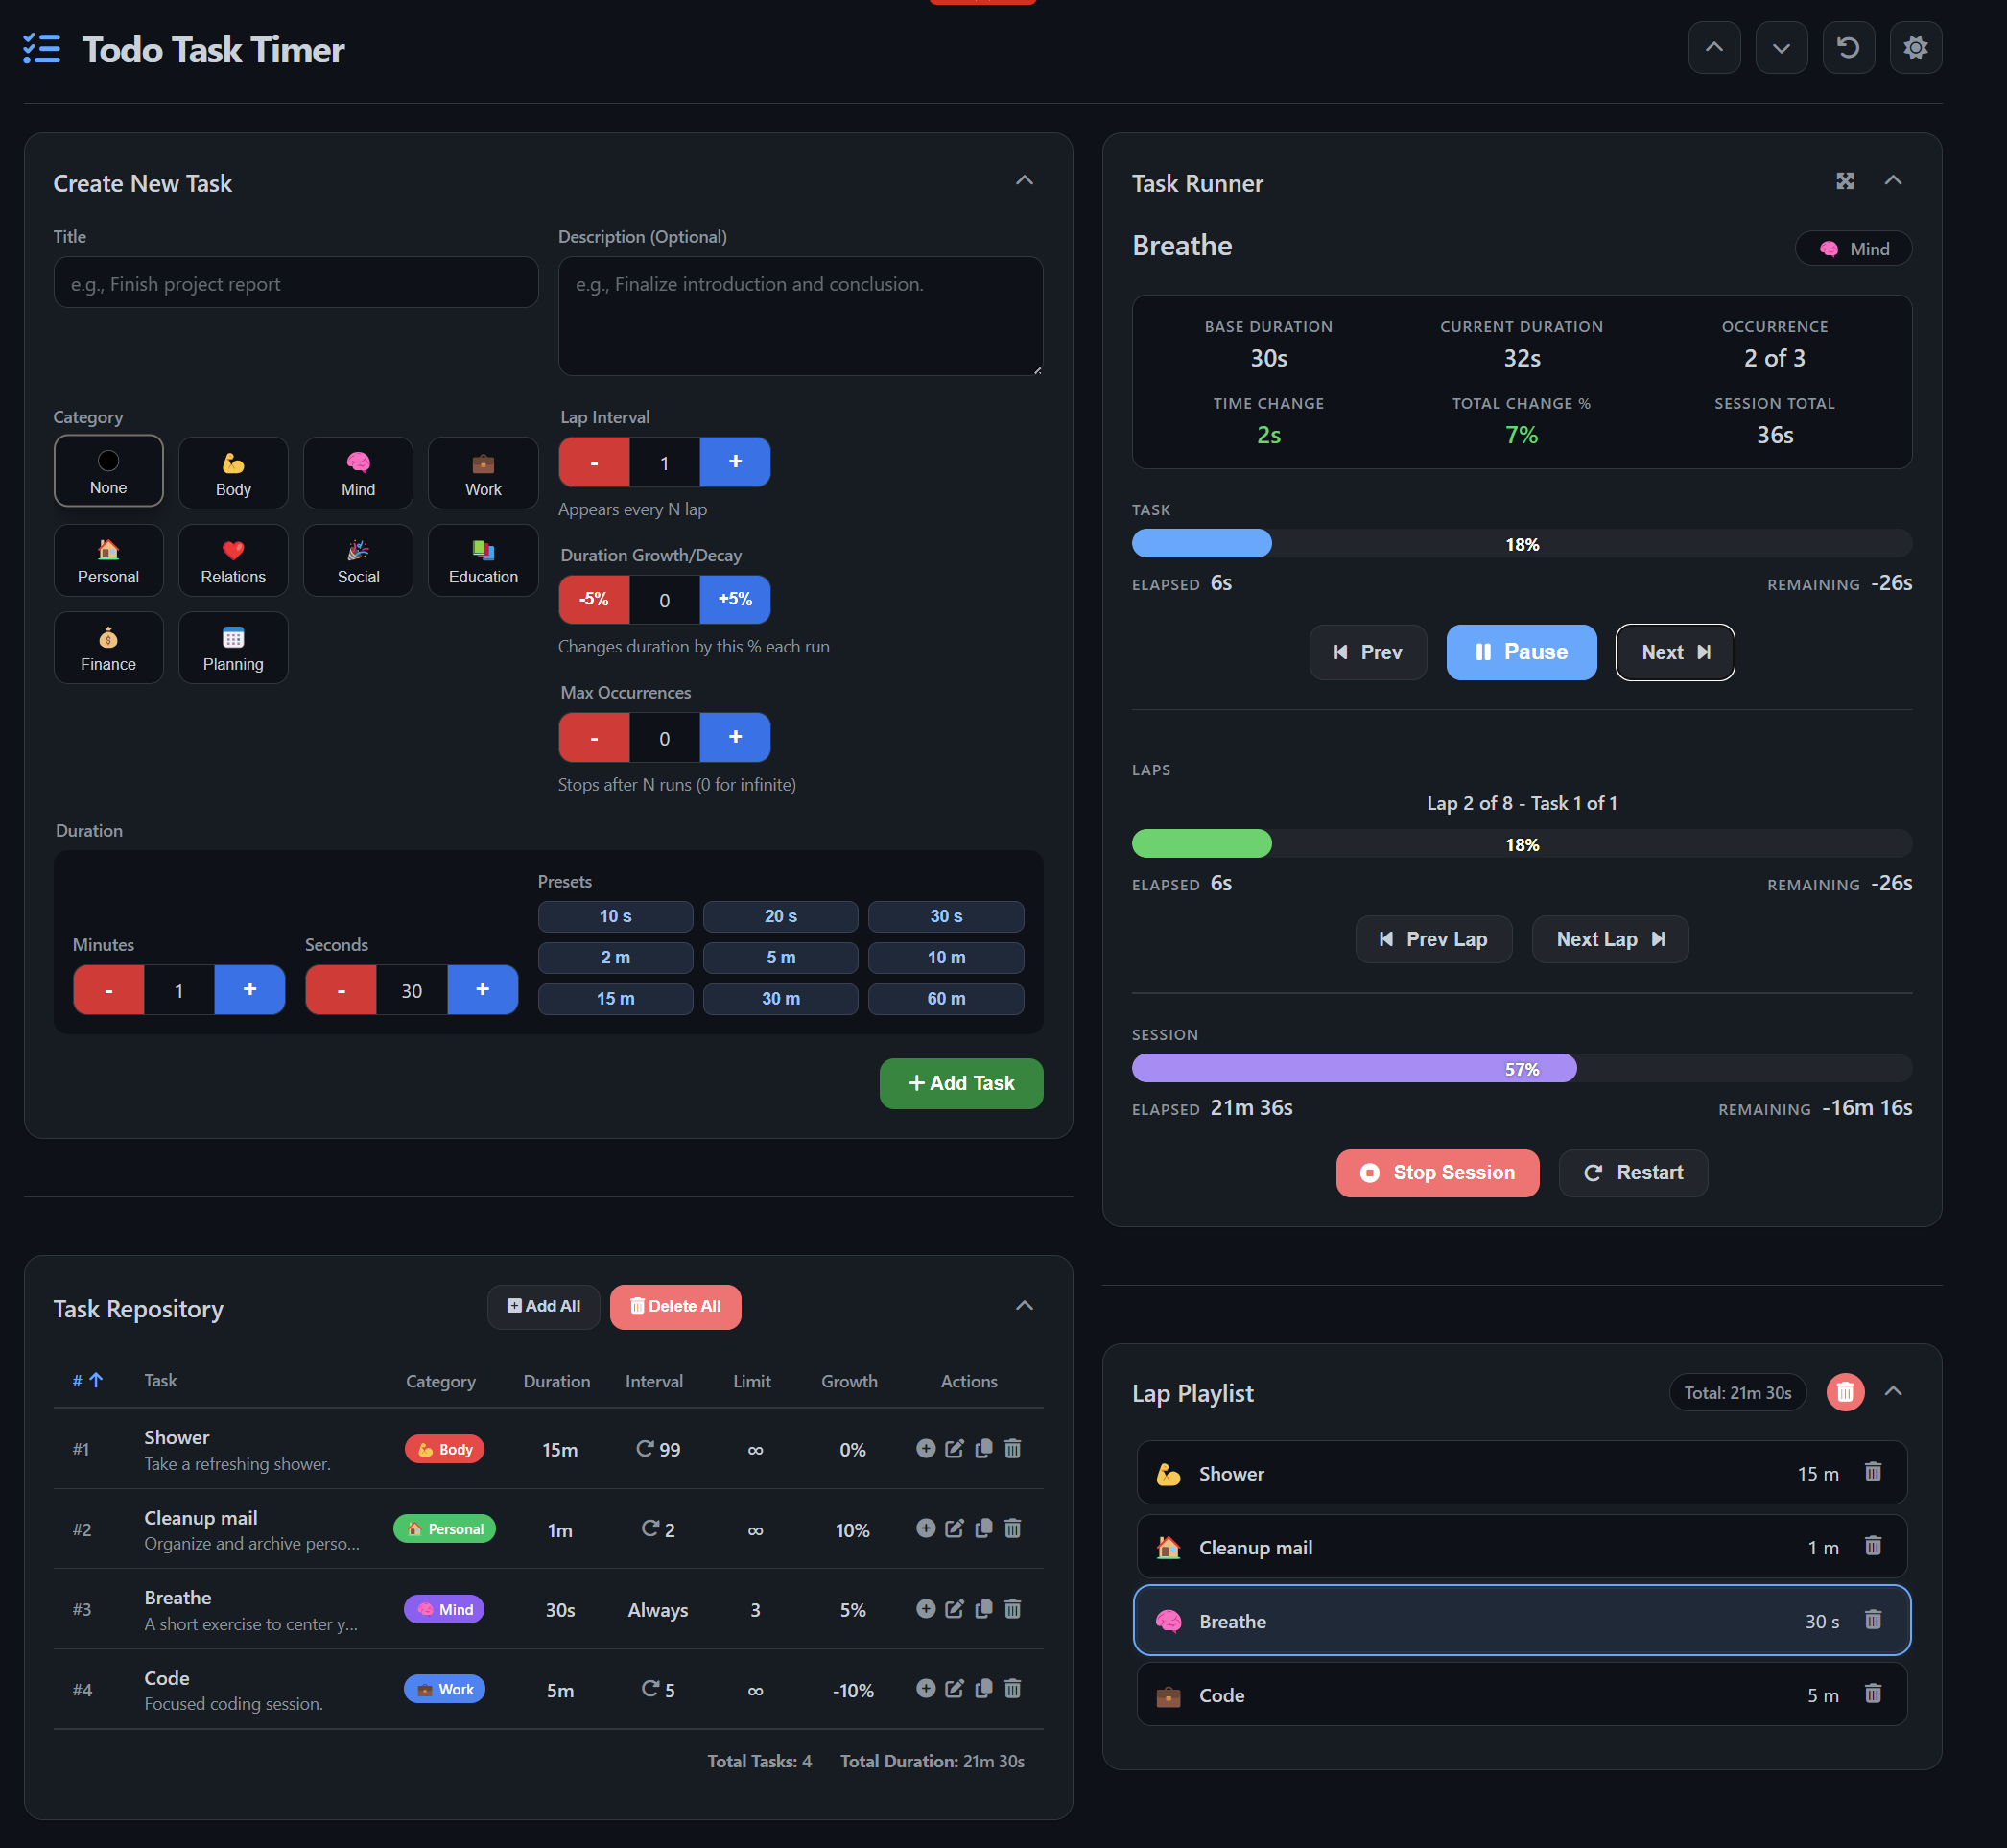 Todo Task Timer
Create New Task
Title
Description (Optional)
e.g., Finish project report
e.g., Finalize introduction and conclusion.
Category
None
Body
Mind
Work
Personal
Relations
Social
Education
Finance
Planning
Lap Interval
- 1 +
Appears every N lap
Duration Growth/Decay
-5% 0 +5%
Changes duration by this % each run
Max Occurrences
- 0 +
Stops after N runs (0 for infinite)
Duration
Minutes
- 1 +
Seconds
- 30 +
Presets
10 s 20 s 30 s
2 m 5 m 10 m
15 m 30 m 60 m
+ Add Task
Task Repository
Add All
Delete All
# Task Category Duration Interval Limit Growth Actions
#1 Shower Body 15m 99 ∞ 0%
Take a refreshing shower.
#2 Cleanup mail Personal 1m 2 ∞ 10%
Organize and archive perso...
#3 Breathe Mind 30s Always 3 5%
A short exercise to center y...
#4 Code Work 5m 5 ∞ -10%
Focused coding session.
Total Tasks: 4 Total Duration: 21m 30s
Task Runner
Breathe
Mind
BASE DURATION CURRENT DURATION OCCURRENCE
30s 32s 2 of 3
TIME CHANGE TOTAL CHANGE % SESSION TOTAL
2s 7% 36s
TASK
18%
ELAPSED 6s REMAINING -26s
Prev Pause Next
LAPS
Lap 2 of 8 - Task 1 of 1
18%
ELAPSED 6s REMAINING -26s
Prev Lap Next Lap
SESSION
57%
ELAPSED 21m 36s REMAINING -16m 16s
Stop Session Restart
Lap Playlist
Total: 21m 30s
Shower 15 m
Cleanup mail 1 m
Breathe 30 s
Code 5 m